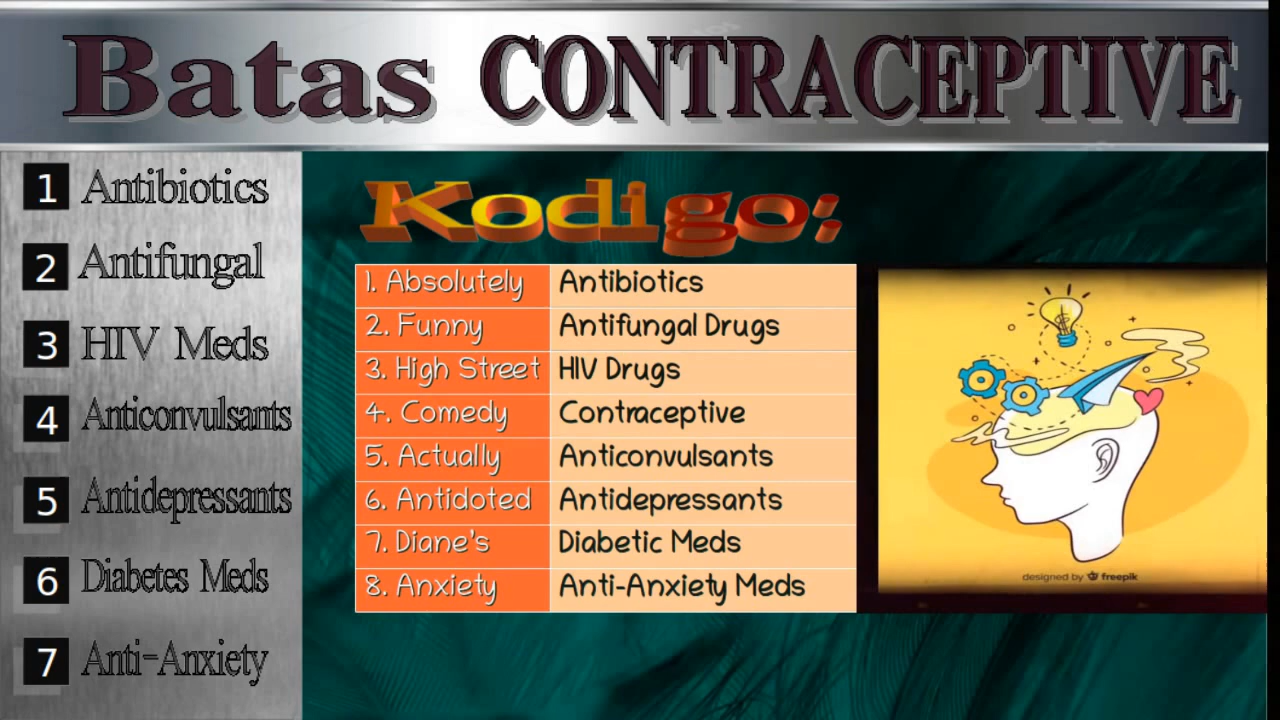 Batas CONTRACEPTIVE
1 Antibiotics
2 Antifungal
3 HIV Meds
4 Anticonvulsants
5 Antidepressants
6 Diabetes Meds
7 Anti-Anxiety
Kodigo:
1. Absolutely Antibiotics
2. Funny Antifungal Drugs
3. High Street HIV Drugs
4. Comedy Contraceptive
5. Actually Anticonvulsants
6. Antidoted Antidepressants
7. Diane's Diabetic Meds
8. Anxiety Anti-Anxiety Meds
designed by freepik